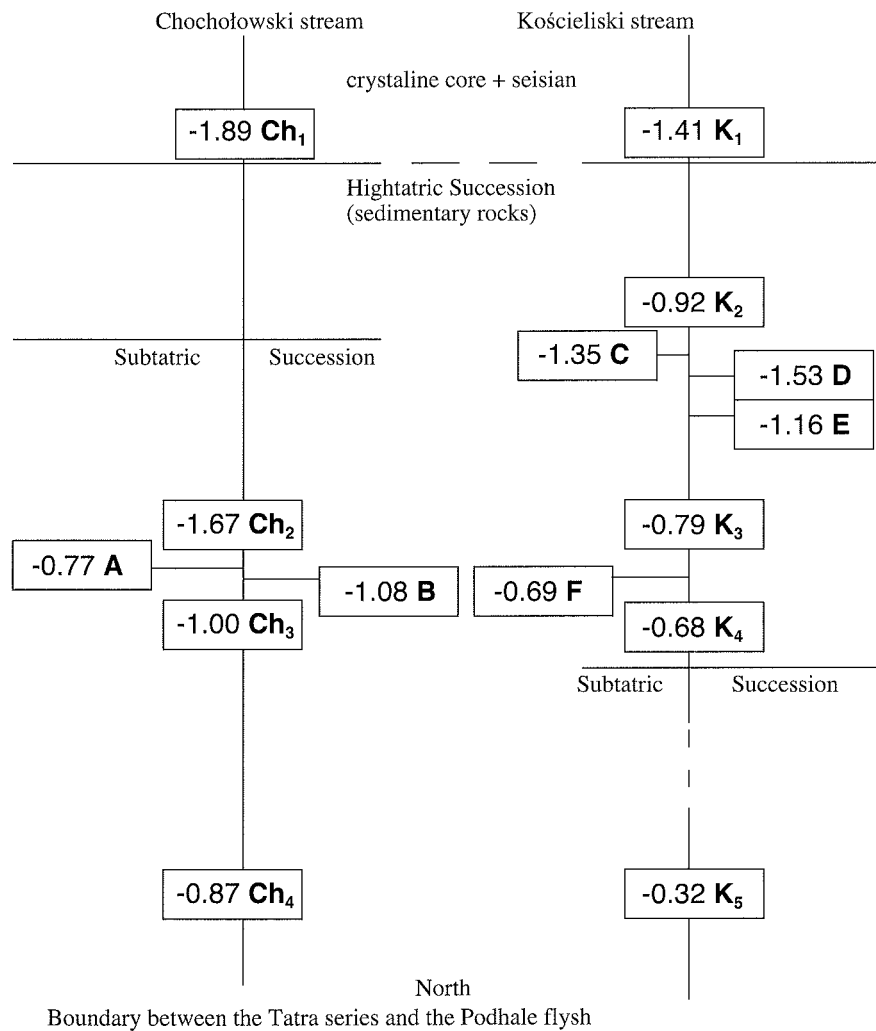 Chochołowski stream
Kościeliski stream
crystaline core + seisian
-1.89 Ch₁
-1.41 K₁
Hightatric Succession
(sedimentary rocks)
-0.92 K₂
Subtatric Succession
-1.35 C
-1.53 D
-1.16 E
-1.67 Ch₂
-0.79 K₃
-0.77 A
-1.08 B
-0.69 F
-1.00 Ch₃
-0.68 K₄
Subtatric Succession
-0.87 Ch₄
-0.32 K₅
North
Boundary between the Tatra series and the Podhale flysh